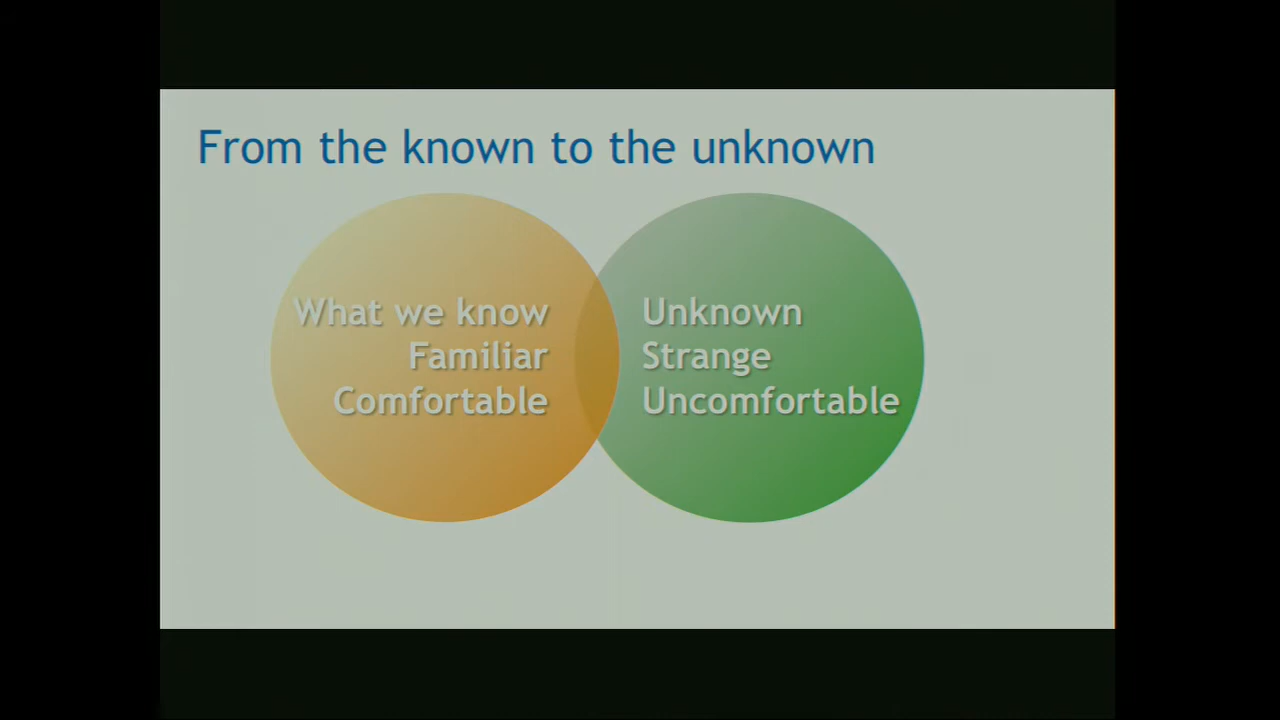 From the known to the unknown
What we know
Familiar
Comfortable
Unknown
Strange
Uncomfortable